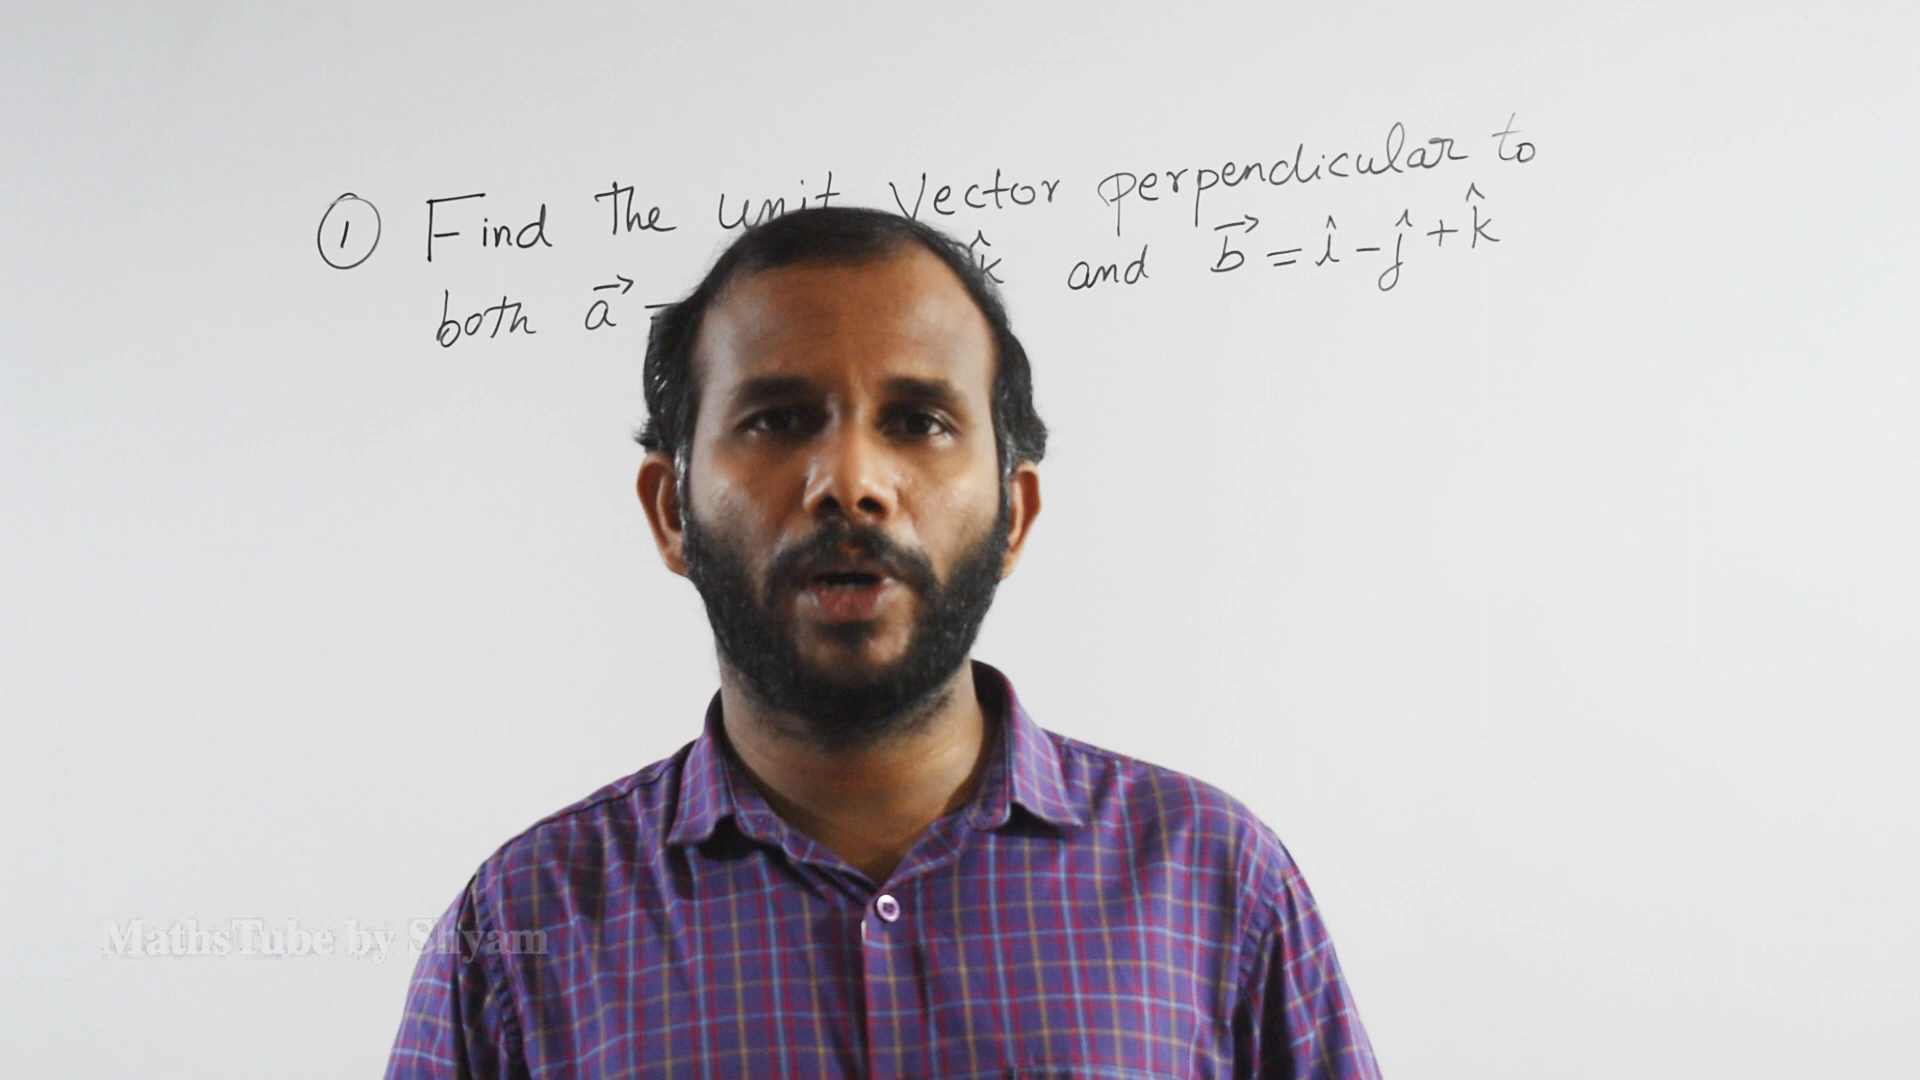 ① Find the unit vector perpendicular to
both a⃗ = k̂ and b⃗ = î - ĵ + k̂
MathsTube by Shyam